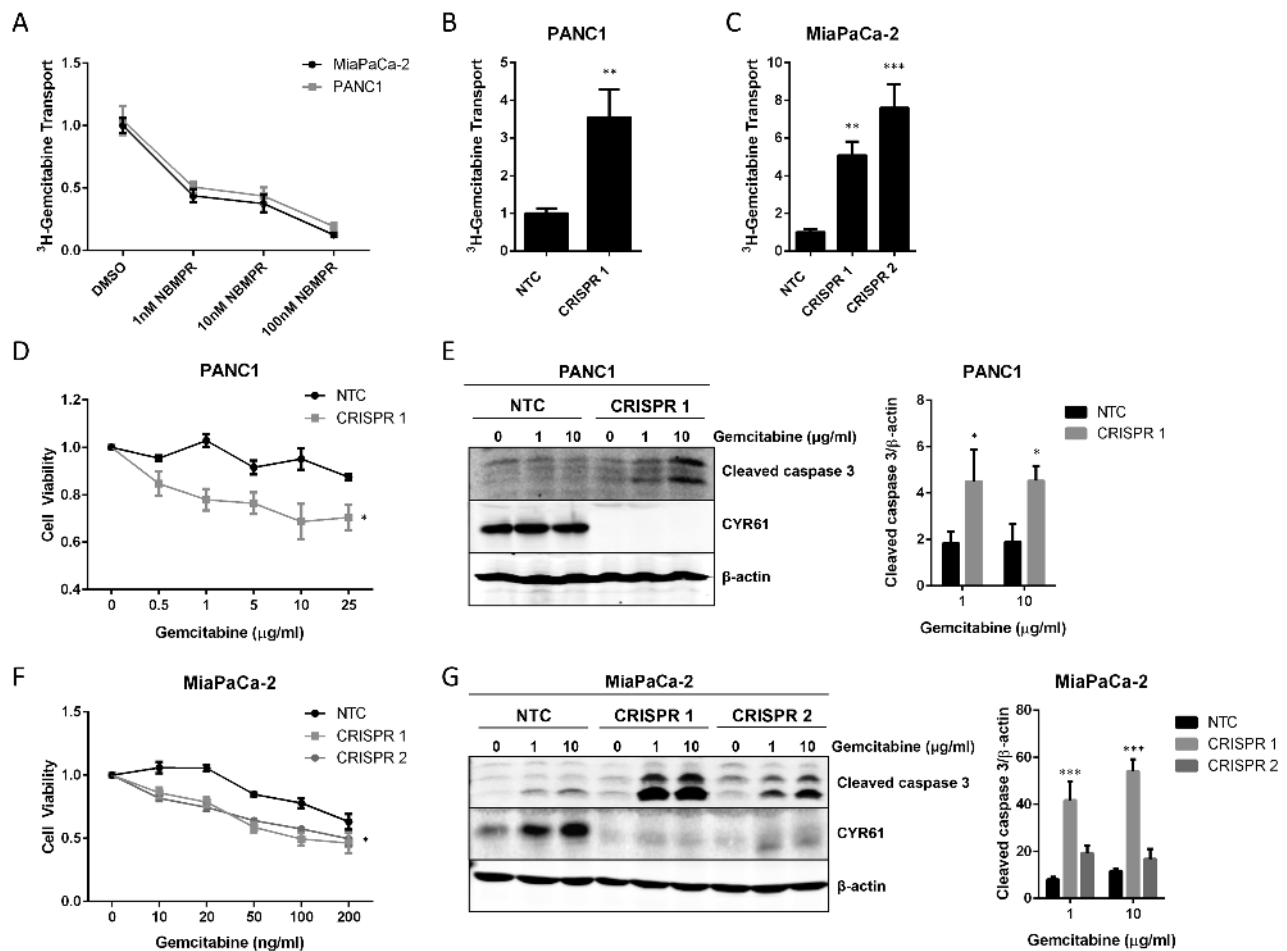 A
³H-Gemcitabine Transport
1.5
1.0
0.5
0.0
MiaPaCa-2
PANC1
DMSO
1nM NBMPR
10nM NBMPR
100nM NBMPR
B
PANC1
³H-Gemcitabine Transport
5
4
3
2
1
0
**
NTC
CRISPR 1
C
MiaPaCa-2
³H-Gemcitabine Transport
10
8
6
4
2
0
**
***
NTC
CRISPR 1
CRISPR 2
D
PANC1
Cell Viability
1.2
1.0
0.8
0.6
0.4
NTC
CRISPR 1
*
0 0.5 1 5 10 25
Gemcitabine (µg/ml)
E
PANC1
NTC CRISPR 1
0 1 10 0 1 10 Gemcitabine (µg/ml)
Cleaved caspase 3
CYR61
β-actin
PANC1
Cleaved caspase 3/β-actin
8
6
4
2
0
NTC
CRISPR 1
*
*
1 10
Gemcitabine (µg/ml)
F
MiaPaCa-2
Cell Viability
1.5
1.0
0.5
0.0
NTC
CRISPR 1
CRISPR 2
*
0 10 20 50 100 200
Gemcitabine (ng/ml)
G
MiaPaCa-2
NTC CRISPR 1 CRISPR 2
0 1 10 0 1 10 0 1 10 Gemcitabine (µg/ml)
Cleaved caspase 3
CYR61
β-actin
MiaPaCa-2
Cleaved caspase 3/β-actin
80
60
40
20
0
NTC
CRISPR 1
CRISPR 2
***
***
1 10
Gemcitabine (µg/ml)